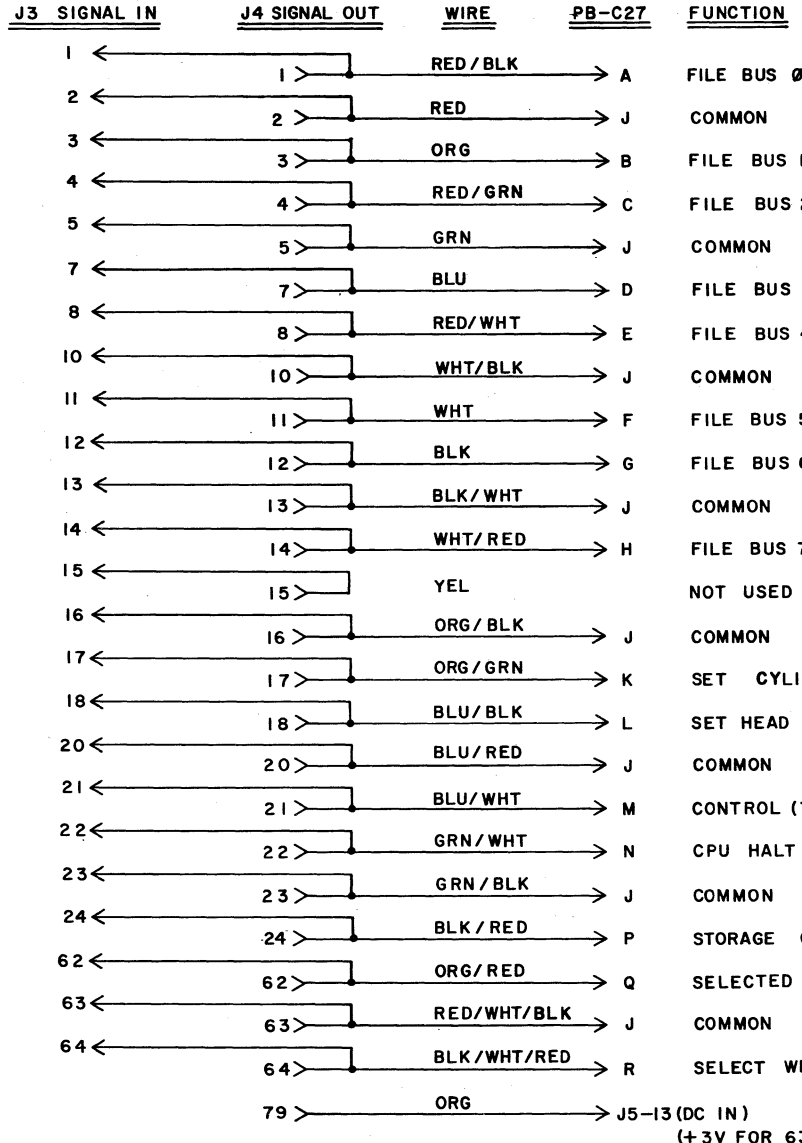 J3 SIGNAL IN J4 SIGNAL OUT WIRE PB-C27 FUNCTION
1
1 RED/BLK A FILE BUS Ø
2
2 RED J COMMON
3
3 ORG B FILE BUS
4
4 RED/GRN C FILE BUS 2
5
5 GRN J COMMON
7
7 BLU D FILE BUS
8
8 RED/WHT E FILE BUS 4
10
10 WHT/BLK J COMMON
11
11 WHT F FILE BUS 5
12
12 BLK G FILE BUS
13
13 BLK/WHT J COMMON
14
14 WHT/RED H FILE BUS 7
15
15 YEL NOT USED
16
16 ORG/BLK J COMMON
17
17 ORG/GRN K SET CYLI
18
18 BLU/BLK L SET HEAD
20
20 BLU/RED J COMMON
21
21 BLU/WHT M CONTROL (
22
22 GRN/WHT N CPU HALT
23
23 GRN/BLK J COMMON
24
24 BLK/RED P STORAGE
62
62 ORG/RED Q SELECTED
63
63 RED/WHT/BLK J COMMON
64
64 BLK/WHT/RED R SELECT
79 ORG J5-13 (DC IN)
(+3V FOR